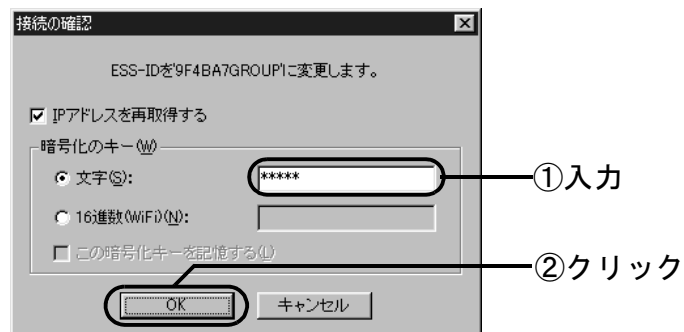 接続の確認
ESS-IDを'9F4BA7GROUP'に変更します。
IPアドレスを再取得する
暗号化のキー(W)
文字(S):
*****
①入力
16進数(WiFi)(N):
この暗号化キーを記憶する(L)
②クリック
OK
キャンセル